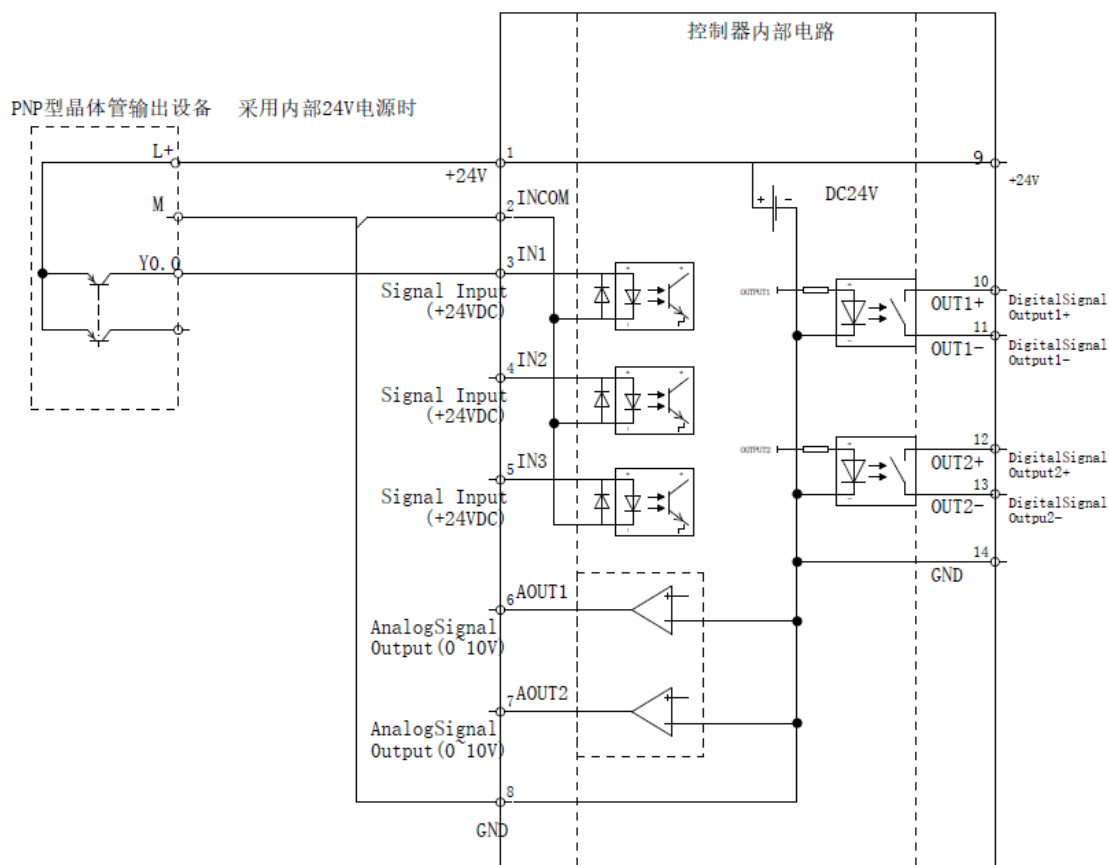 控制器内部电路
PNP型晶体管输出设备 采用内部24V电源时
L+
1
+24V
9
+24V
M
2
INCOM
+ -
DC24V
Y0.0
3
IN1
Signal Input
(+24VDC)
OUTPUT1
10
OUT1+
DigitalSignal
Output1+
11
OUT1-
DigitalSignal
Output1-
4
IN2
Signal Input
(+24VDC)
OUTPUT2
12
OUT2+
DigitalSignal
Output2+
5
IN3
Signal Input
(+24VDC)
13
OUT2-
DigitalSignal
Outpu2-
14
GND
6
AOUT1
AnalogSignal
Output(0~10V)
7
AOUT2
AnalogSignal
Output(0~10V)
8
GND